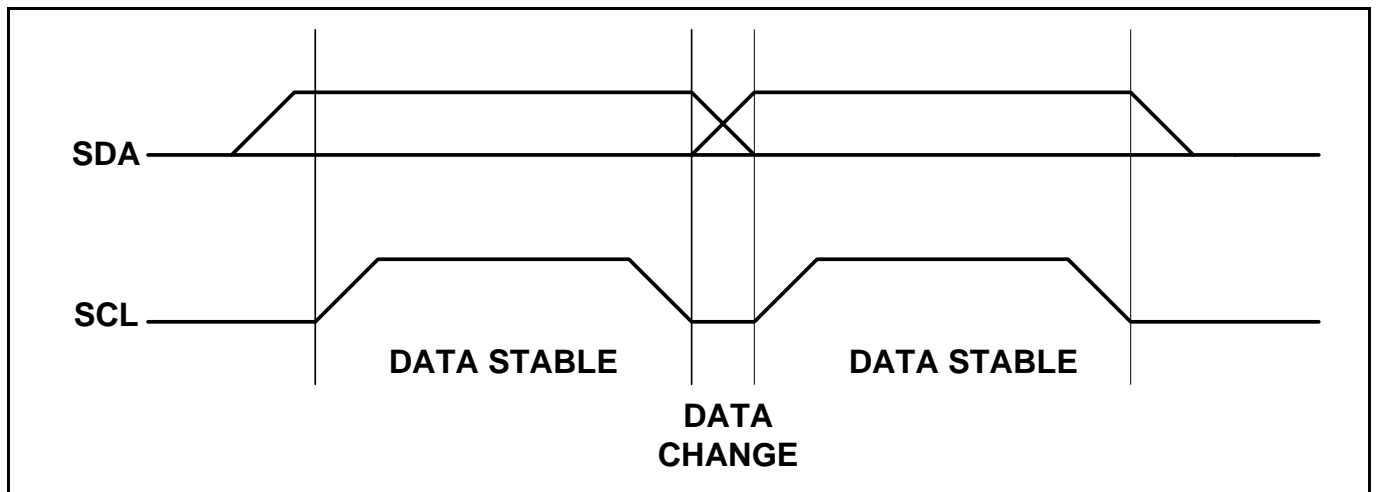 SDA
SCL
DATA STABLE
DATA STABLE
DATA
CHANGE